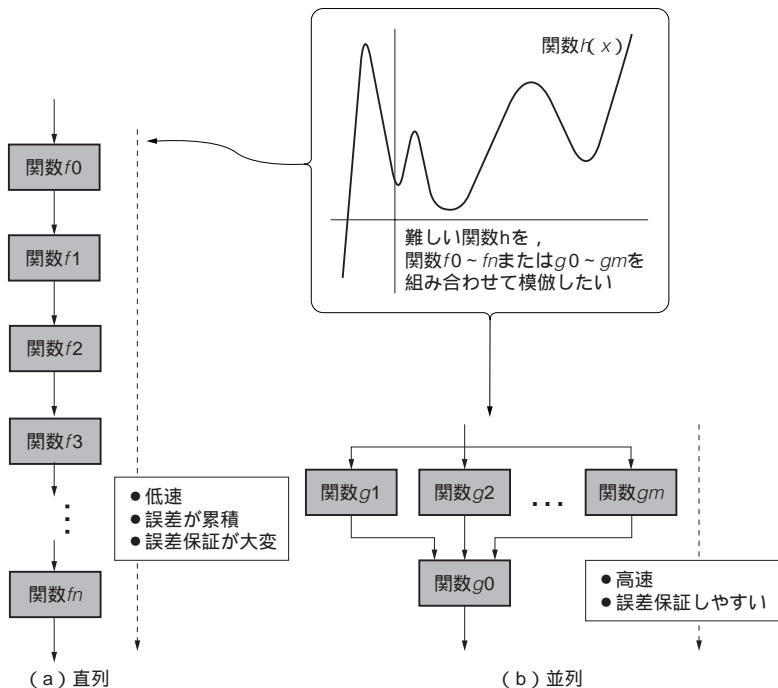 関数h(x)
難しい関数hを，
関数f0～fnまたはg0～gmを
組み合わせて模倣したい
関数f0
関数f1
関数f2
関数f3
⋮
関数fn
●低速
●誤差が累積
●誤差保証が大変
(a)直列
関数g1 関数g2 ... 関数gm
関数g0
●高速
●誤差保証しやすい
(b)並列